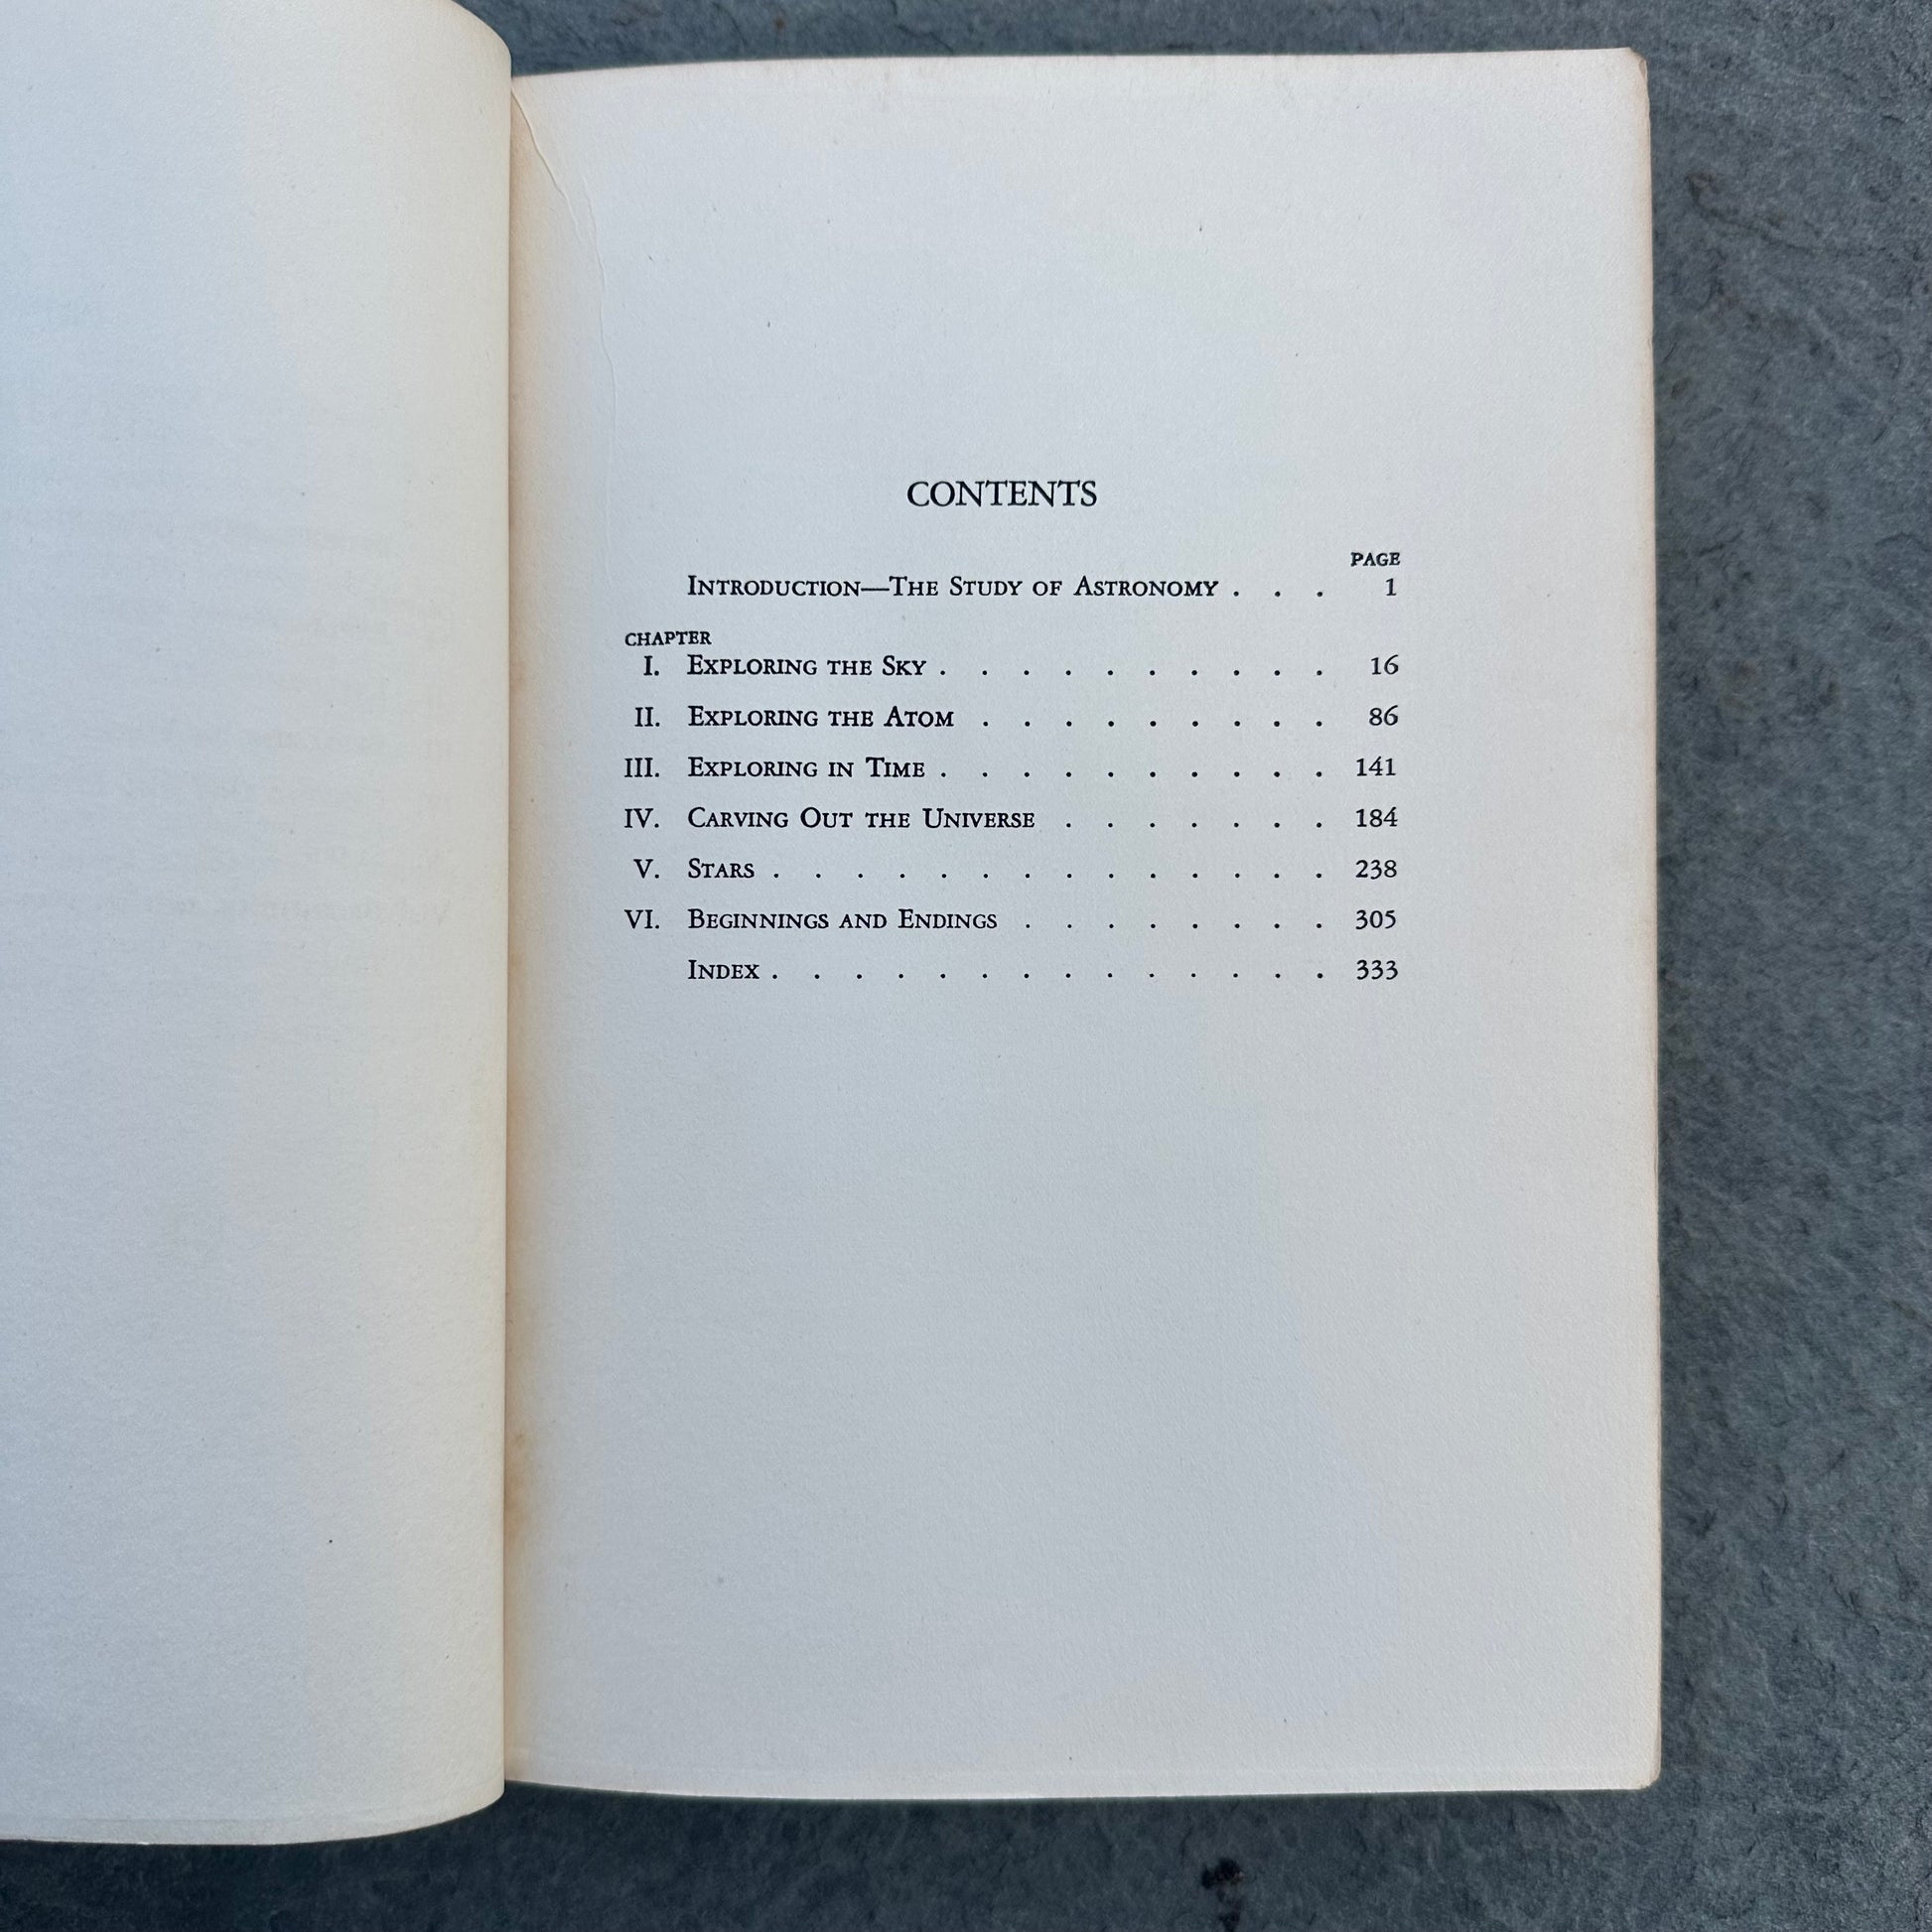 CONTENTS
PAGE
INTRODUCTION—THE STUDY OF ASTRONOMY . . . 1
CHAPTER
I. EXPLORING THE SKY . . . . . . . . . . 16
II. EXPLORING THE ATOM . . . . . . . . . 86
III. EXPLORING IN TIME . . . . . . . . . . 141
IV. CARVING OUT THE UNIVERSE . . . . . . . 184
V. STARS . . . . . . . . . . . . . . 238
VI. BEGINNINGS AND ENDINGS . . . . . . . . 305
INDEX . . . . . . . . . . . . . . 333